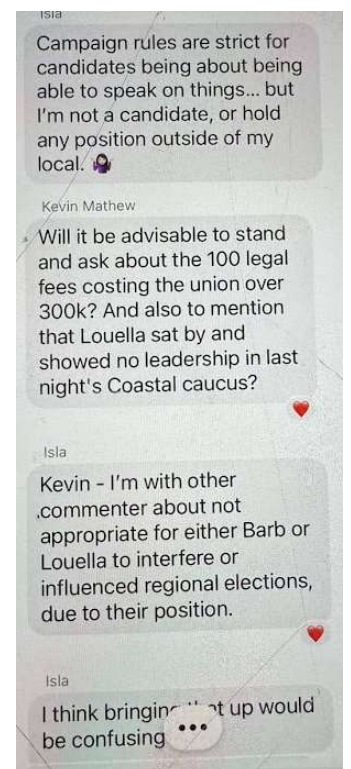 Isla
Campaign rules are strict for
candidates being about being
able to speak on things... but
I'm not a candidate, or hold
any position outside of my
local. 🤷🏻‍♀️
Kevin Mathew
Will it be advisable to stand
and ask about the 100 legal
fees costing the union over
300k? And also to mention
that Louella sat by and
showed no leadership in last
night's Coastal caucus?
Isla
Kevin - I'm with other
commenter about not
appropriate for either Barb or
Louella to interfere or
influenced regional elections,
due to their position.
Isla
I think up would
be confusing